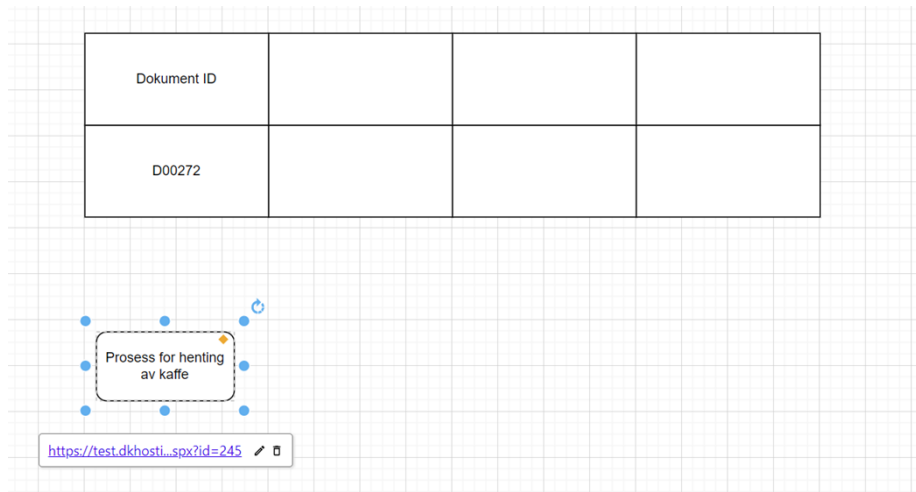 Dokument ID
D00272
Prosess for henting
av kaffe
https://test.dkhosti...spx?id=245